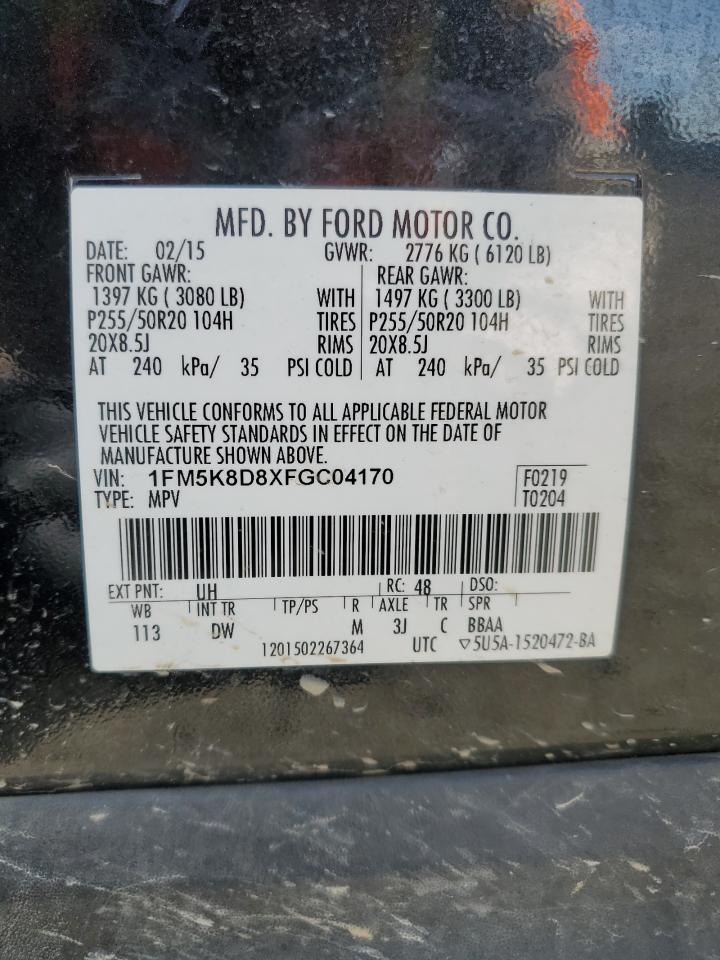 MFD. BY FORD MOTOR CO.
DATE: 02/15 GVWR: 2776 KG ( 6120 LB)
FRONT GAWR: REAR GAWR:
1397 KG ( 3080 LB) WITH 1497 KG ( 3300 LB) WITH
P255/50R20 104H TIRES P255/50R20 104H TIRES
20X8.5J RIMS 20X8.5J RIMS
AT 240 kPa/ 35 PSI COLD AT 240 kPa/ 35 PSI COLD
THIS VEHICLE CONFORMS TO ALL APPLICABLE FEDERAL MOTOR
VEHICLE SAFETY STANDARDS IN EFFECT ON THE DATE OF
MANUFACTURE SHOWN ABOVE.
VIN: 1FM5K8D8XFGC04170 F0219
TYPE: MPV T0204
EXT PNT: UH RC: 48 DSO:
WB INT TR TP/PS R AXLE TR SPR
113 DW M 3J C BBAA
1201502267364 UTC ▽5U5A-1520472-BA